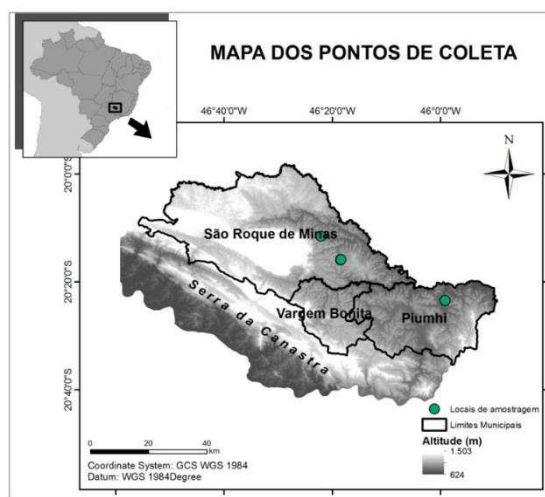 MAPA DOS PONTOS DE COLETA
46°40'0"W 46°20'0"W 46°0'0"W
N
20°0'0"S
São Roque de Minas
20°20'0"S
Vargem Bonita
Piumhi
Serra da Canastra
20°40'0"S
Locais de amostragem
Limites Municipais
Altitude (m)
1.503
624
0 20 40
km
Coordinate System: GCS WGS 1984
Datum: WGS 1984Degree